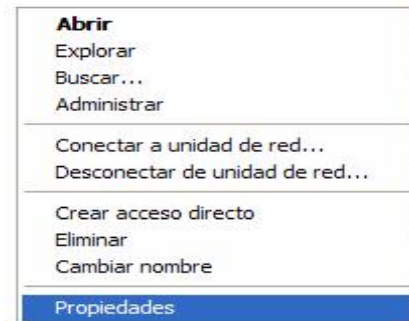 Abrir
Explorar
Buscar...
Administrar
Conectar a unidad de red...
Desconectar de unidad de red...
Crear acceso directo
Eliminar
Cambiar nombre
Propiedades